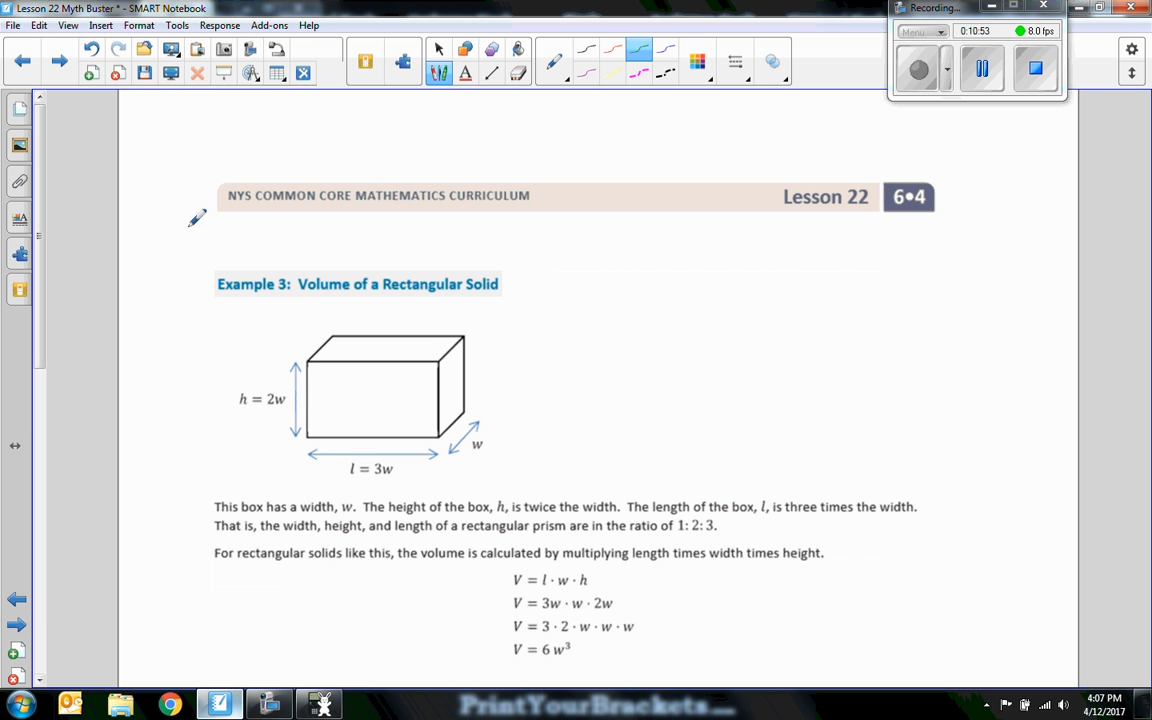 Lesson 22 Myth Buster * - SMART Notebook
Recording...
File Edit View Insert Format Tools Response Add-ons Help
Menu 0:10:53 8.0 fps
NYS COMMON CORE MATHEMATICS CURRICULUM Lesson 22 6•4
Example 3: Volume of a Rectangular Solid
h = 2w
w
l = 3w
This box has a width, w. The height of the box, h, is twice the width. The length of the box, l, is three times the width.
That is, the width, height, and length of a rectangular prism are in the ratio of 1: 2: 3.
For rectangular solids like this, the volume is calculated by multiplying length times width times height.
V = l · w · h
V = 3w · w · 2w
V = 3 · 2 · w · w · w
V = 6 w³
PrintYourBrackets.com
4:07 PM
4/12/2017